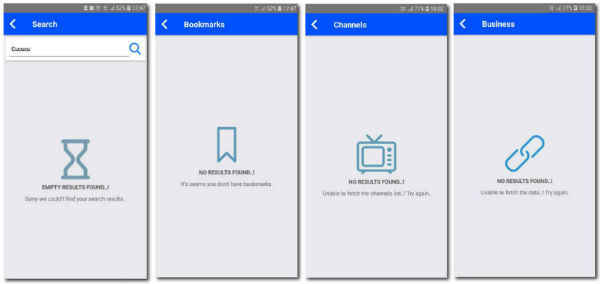 52% 12:47
Search
Cucucu
EMPTY RESULTS FOUND..!
Sorry we could't find your search results.
52% 12:47
Bookmarks
NO RESULTS FOUND..!
It's seems you don't have bookmarks.
77% 18:02
Channels
NO RESULTS FOUND..!
Unable to fetch the channels list..! Try again.
77% 18:02
Business
NO RESULTS FOUND..!
Unable to fetch the data..! Try again.